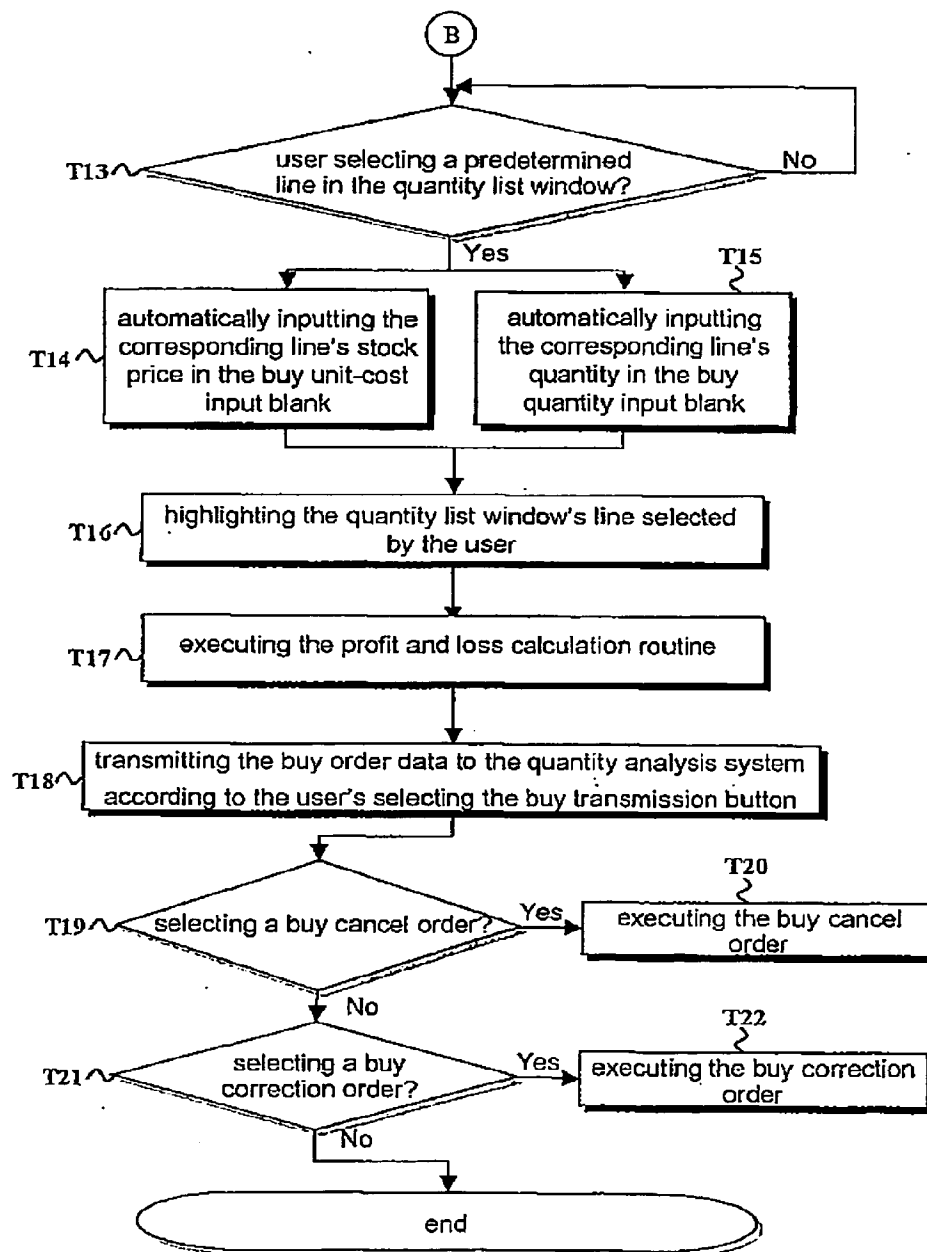 B
T13
user selecting a predetermined
line in the quantity list window?
No
Yes
T14
automatically inputting the
corresponding line's stock
price in the buy unit-cost
input blank
T15
automatically inputting
the corresponding line's
quantity in the buy
quantity input blank
T16
highlighting the quantity list window's line selected
by the user
T17
executing the profit and loss calculation routine
T18
transmitting the buy order data to the quantity analysis system
according to the user's selecting the buy transmission button
T19
selecting a buy cancel order?
Yes
T20
executing the buy cancel
order
No
T21
selecting a buy
correction order?
Yes
T22
executing the buy correction
order
No
end